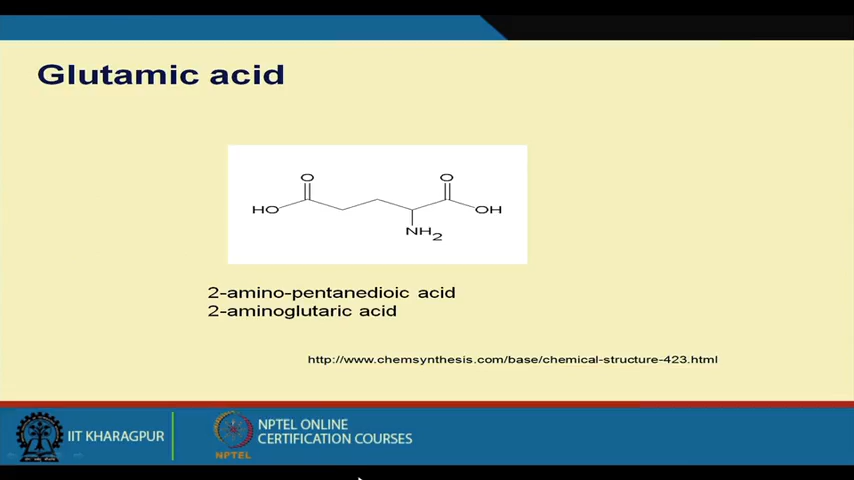 Glutamic acid
O
O
HO
OH
NH2
2-amino-pentanedioic acid
2-aminoglutaric acid
http://www.chemsynthesis.com/base/chemical-structure-423.html
IIT KHARAGPUR
NPTEL
NPTEL ONLINE
CERTIFICATION COURSES